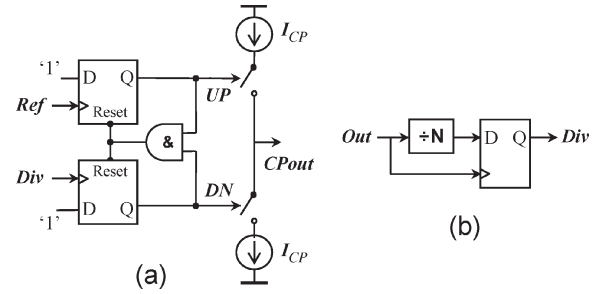 (a)
I_CP
'1'
D
Q
UP
Ref
Reset
&
CPout
Reset
Div
DN
'1'
D
Q
I_CP
Out
÷N
D
Q
Div
(b)